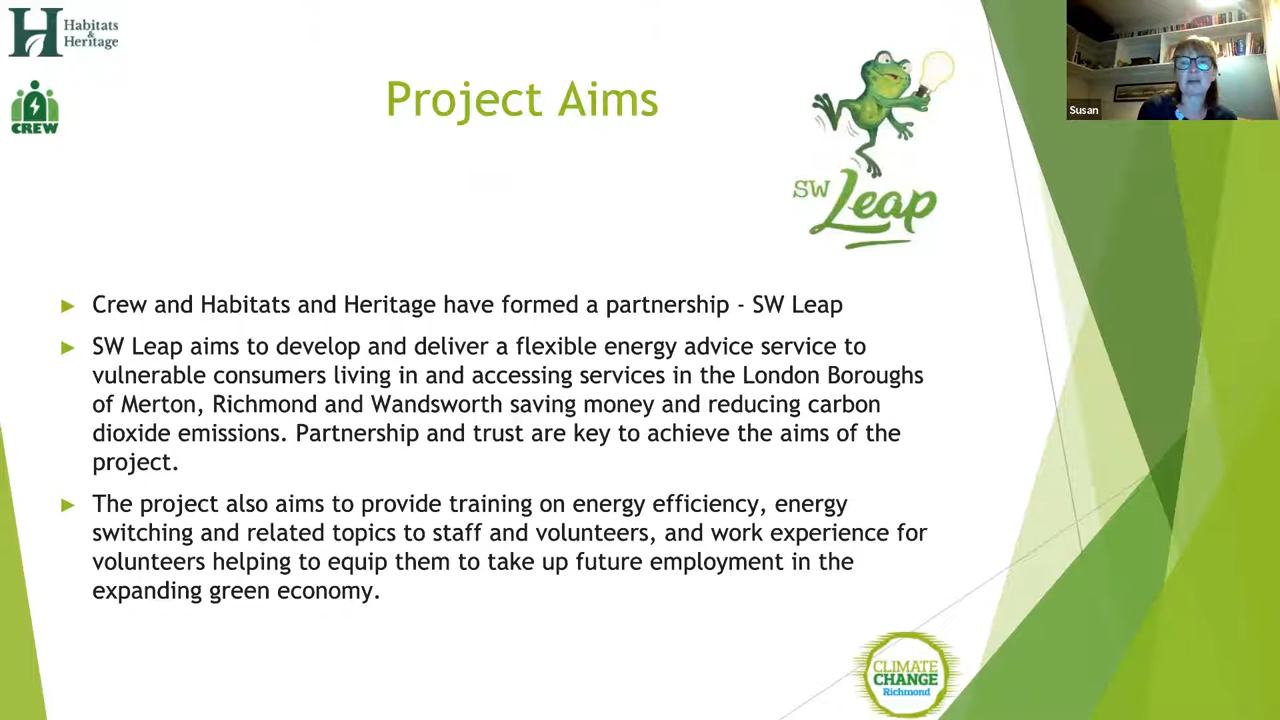 Habitats
&
Heritage
CREW
Project Aims
SW
Leap
Susan
Crew and Habitats and Heritage have formed a partnership - SW Leap
SW Leap aims to develop and deliver a flexible energy advice service to
vulnerable consumers living in and accessing services in the London Boroughs
of Merton, Richmond and Wandsworth saving money and reducing carbon
dioxide emissions. Partnership and trust are key to achieve the aims of the
project.
The project also aims to provide training on energy efficiency, energy
switching and related topics to staff and volunteers, and work experience for
volunteers helping to equip them to take up future employment in the
expanding green economy.
CLIMATE
CHANGE
Richmond